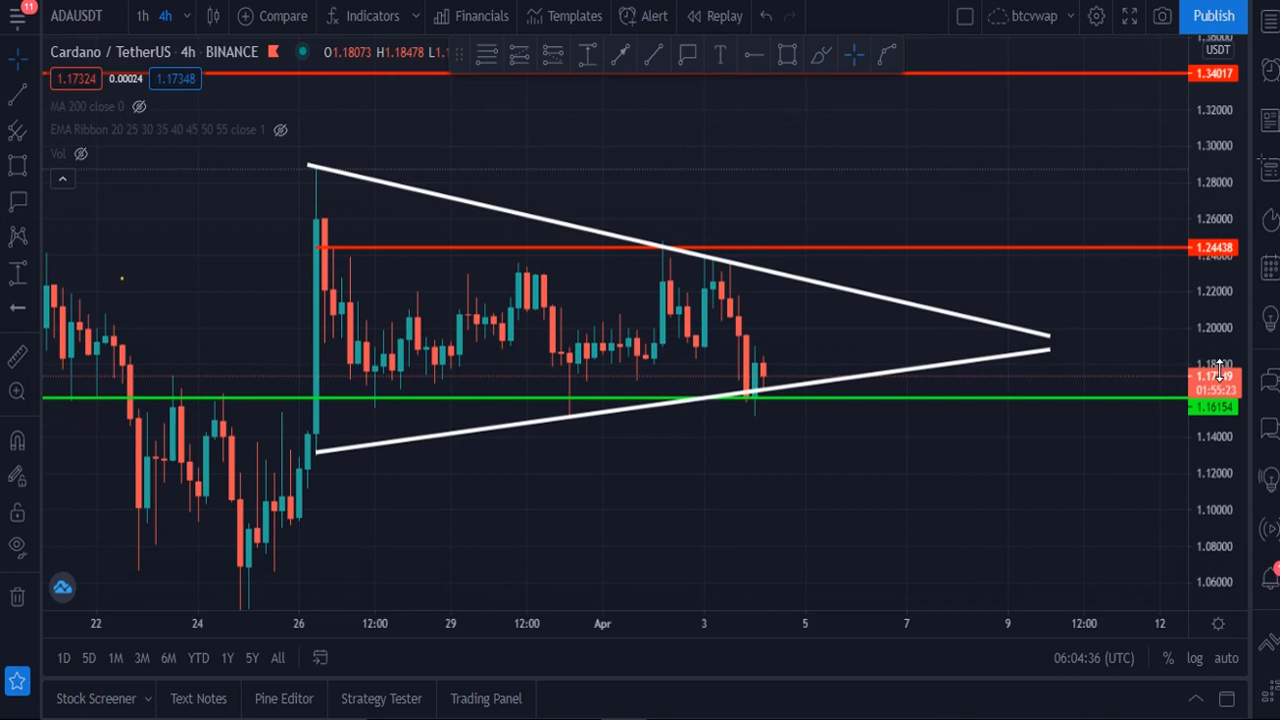 11
ADAUSDT 1h 4h Compare Indicators Financials Templates Alert Replay btcvwap Publish
Cardano / TetherUS · 4h · BINANCE O1.18073 H1.18478 L1.
USDT
1.17324 0.00024 1.17348
1.34017
MA 200 close 0
1.32000
EMA Ribbon 20 25 30 35 40 45 50 55 close 1
Vol
1.30000
1.28000
1.26000
1.24438
1.22000
1.20000
01:55:23
1.16154
1.14000
1.12000
1.10000
1.08000
1.06000
22 24 26 12:00 29 12:00 Apr 3 5 7 9 12:00 12
1D 5D 1M 3M 6M YTD 1Y 5Y All 06:04:36 (UTC) % log auto
Stock Screener Text Notes Pine Editor Strategy Tester Trading Panel